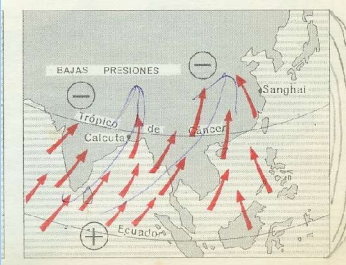 BAJAS PRESIONES
Sanghai
Trópico de Cáncer
Calcuta
Ecuador